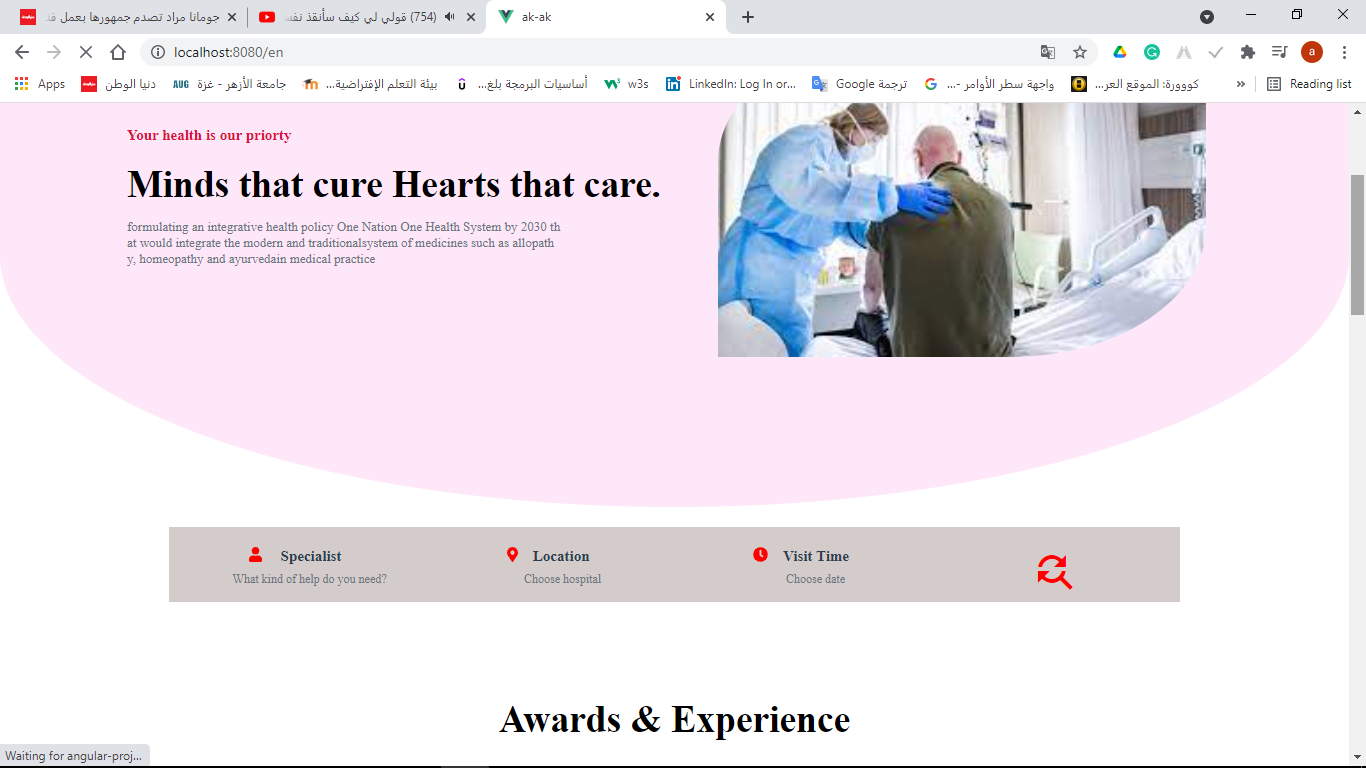 جومانا مراد تصدم جمهورها بعمل
(754) قولي لي كيف سأنقذ
ak-ak
localhost:8080/en
a
Apps
دنيا الوطن
AUG جامعة الأزهر - غزة
بيئة التعلم الإفتراضية...
أساسيات البرمجة بلغ...
w3s
LinkedIn: Log In or...
ترجمة Google
واجهة سطر الأوامر -...
كووورة: الموقع العر...
»
Reading list
Your health is our priorty
Minds that cure Hearts that care.
formulating an integrative health policy One Nation One Health System by 2030 th
at would integrate the modern and traditionalsystem of medicines such as allopath
y, homeopathy and ayurvedain medical practice
Specialist
What kind of help do you need?
Location
Choose hospital
Visit Time
Choose date
Awards & Experience
Waiting for angular-proj...